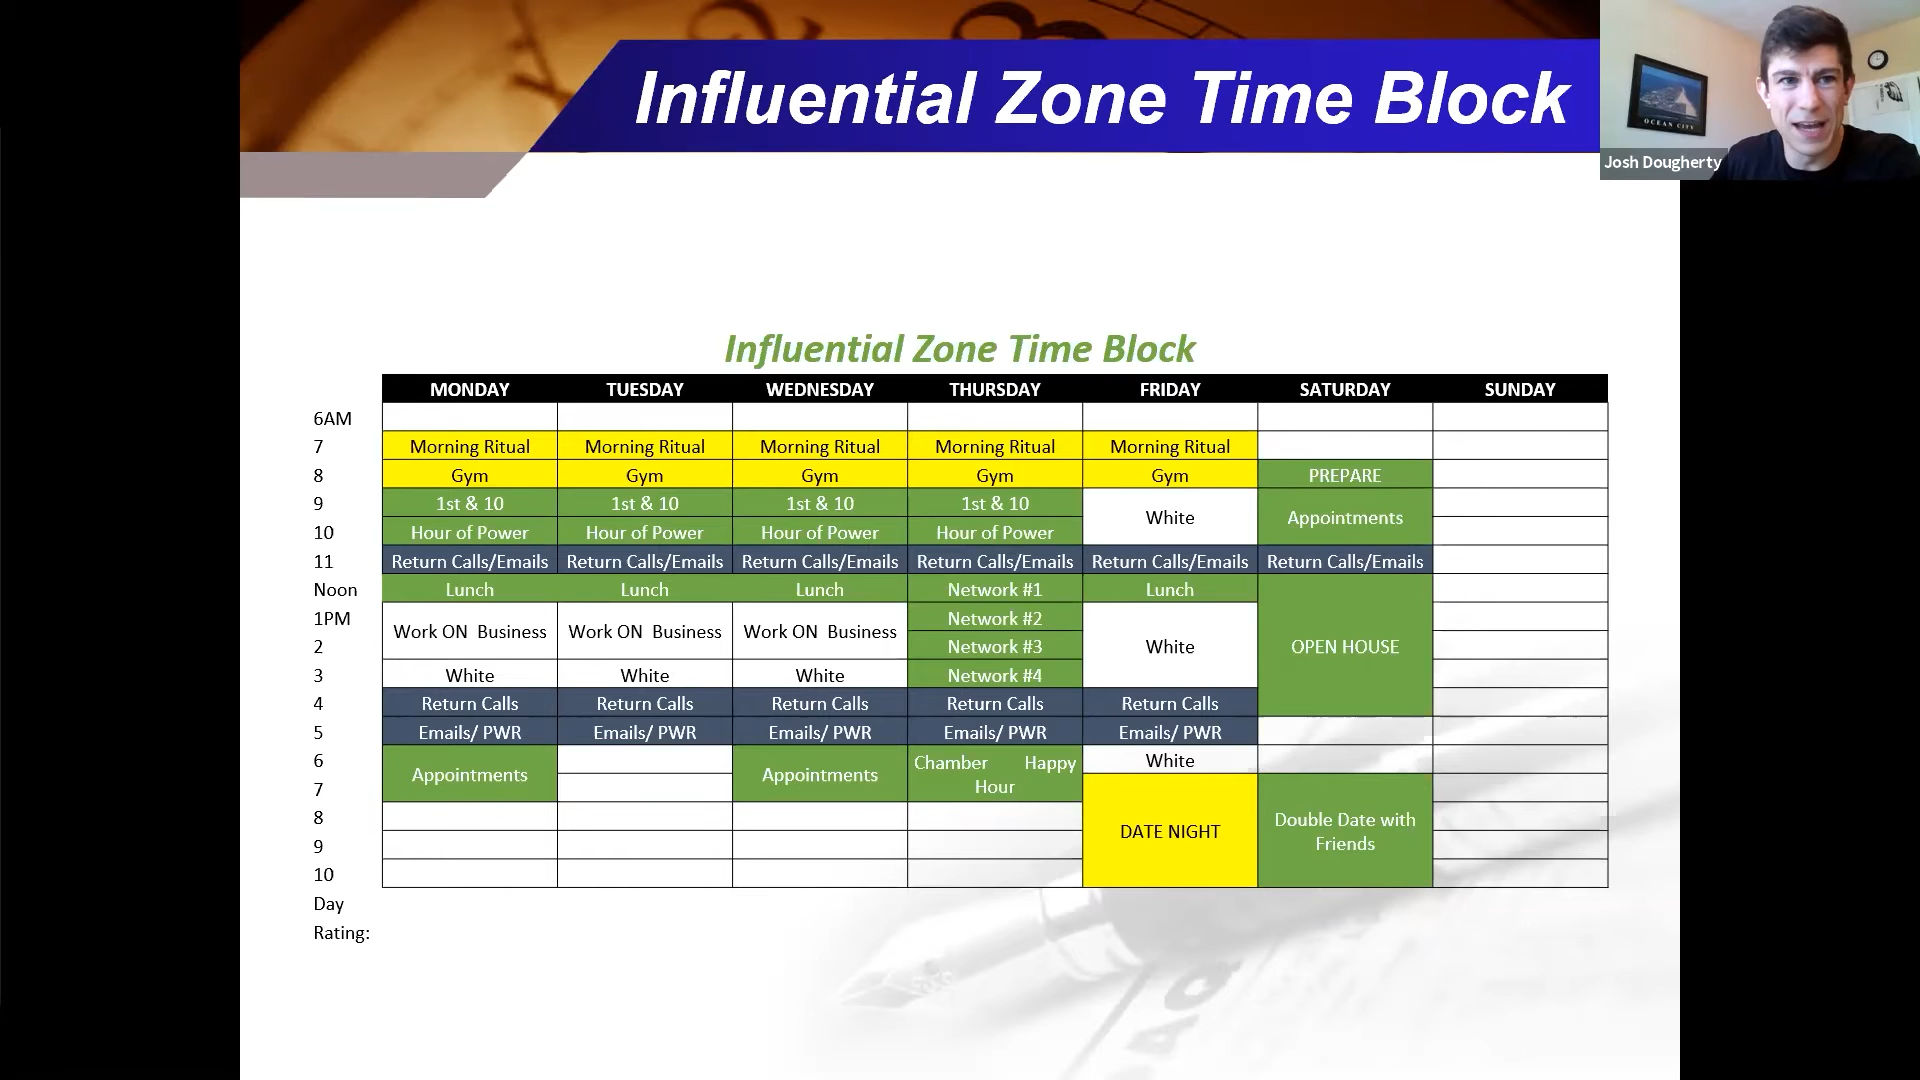 Influential Zone Time Block
OCEAN CITY
Josh Dougherty
Influential Zone Time Block
MONDAY TUESDAY WEDNESDAY THURSDAY FRIDAY SATURDAY SUNDAY
6AM
7 Morning Ritual Morning Ritual Morning Ritual Morning Ritual Morning Ritual
8 Gym Gym Gym Gym Gym PREPARE
9 1st & 10 1st & 10 1st & 10 1st & 10
White Appointments
10 Hour of Power Hour of Power Hour of Power Hour of Power
11 Return Calls/Emails Return Calls/Emails Return Calls/Emails Return Calls/Emails Return Calls/Emails Return Calls/Emails
Noon Lunch Lunch Lunch Network #1 Lunch
1PM Network #2
Work ON Business Work ON Business Work ON Business
2 Network #3 White OPEN HOUSE
3 White White White Network #4
4 Return Calls Return Calls Return Calls Return Calls Return Calls
5 Emails/ PWR Emails/ PWR Emails/ PWR Emails/ PWR Emails/ PWR
6 Chamber Happy White
Appointments Appointments
7 Hour
8 Double Date with
DATE NIGHT
9 Friends
10
Day
Rating: